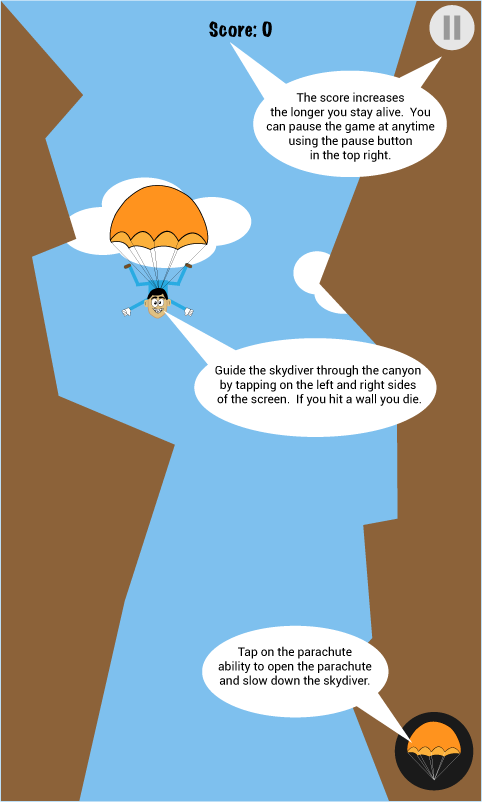 Score: 0
The score increases
the longer you stay alive.  You
can pause the game at anytime
using the pause button
in the top right.
Guide the skydiver through the canyon
by tapping on the left and right sides
of the screen.  If you hit a wall you die.
Tap on the parachute
ability to open the parachute
and slow down the skydiver.